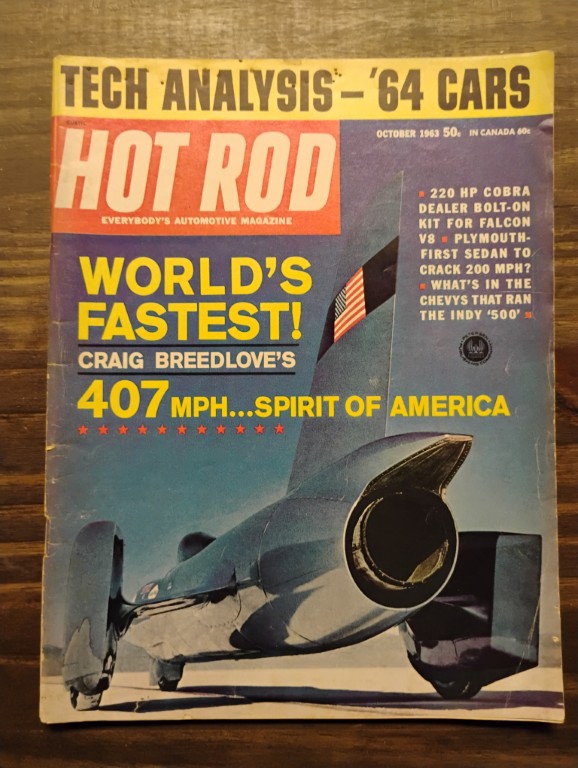 TECH ANALYSIS - '64 CARS
HOT ROD
EVERYBODY'S AUTOMOTIVE MAGAZINE
OCTOBER 1963 50¢ IN CANADA 60¢
220 HP COBRA
DEALER BOLT-ON
KIT FOR FALCON
V8 ▪ PLYMOUTH-
FIRST SEDAN TO
CRACK 200 MPH?
▪ WHAT'S IN THE
CHEVYS THAT RAN
THE INDY '500' ▪
WORLD'S
FASTEST!
CRAIG BREEDLOVE'S
407 MPH...SPIRIT OF AMERICA